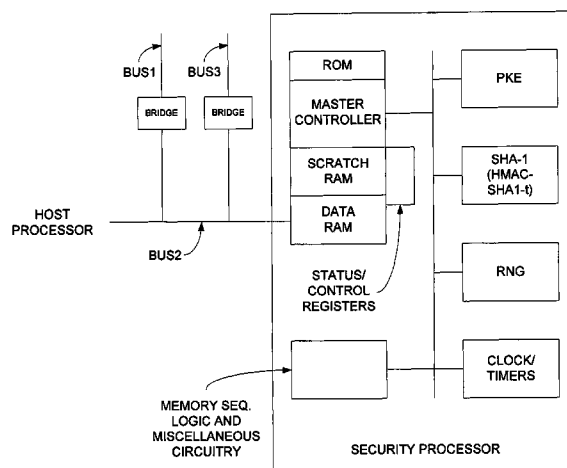 BUS1
BUS3
BRIDGE
BRIDGE
HOST
PROCESSOR
BUS2
ROM
MASTER
CONTROLLER
SCRATCH
RAM
DATA
RAM
STATUS/
CONTROL
REGISTERS
PKE
SHA-1
(HMAC-
SHA1-t)
RNG
CLOCK/
TIMERS
MEMORY SEQ.
LOGIC AND
MISCELLANEOUS
CIRCUITRY
SECURITY PROCESSOR